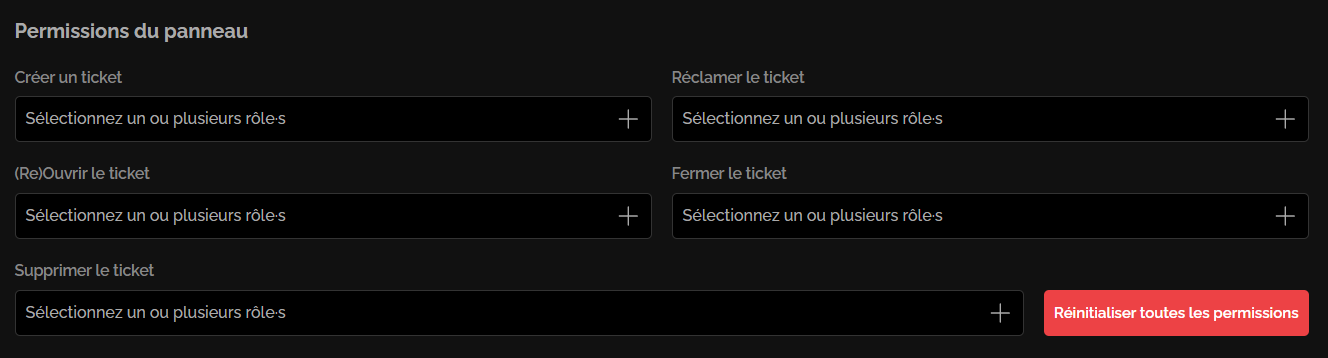 Permissions du panneau
Créer un ticket
Réclamer le ticket
Sélectionnez un ou plusieurs rôle·s
Sélectionnez un ou plusieurs rôle·s
(Re)Ouvrir le ticket
Fermer le ticket
Sélectionnez un ou plusieurs rôle·s
Sélectionnez un ou plusieurs rôle·s
Supprimer le ticket
Sélectionnez un ou plusieurs rôle·s
Réinitialiser toutes les permissions